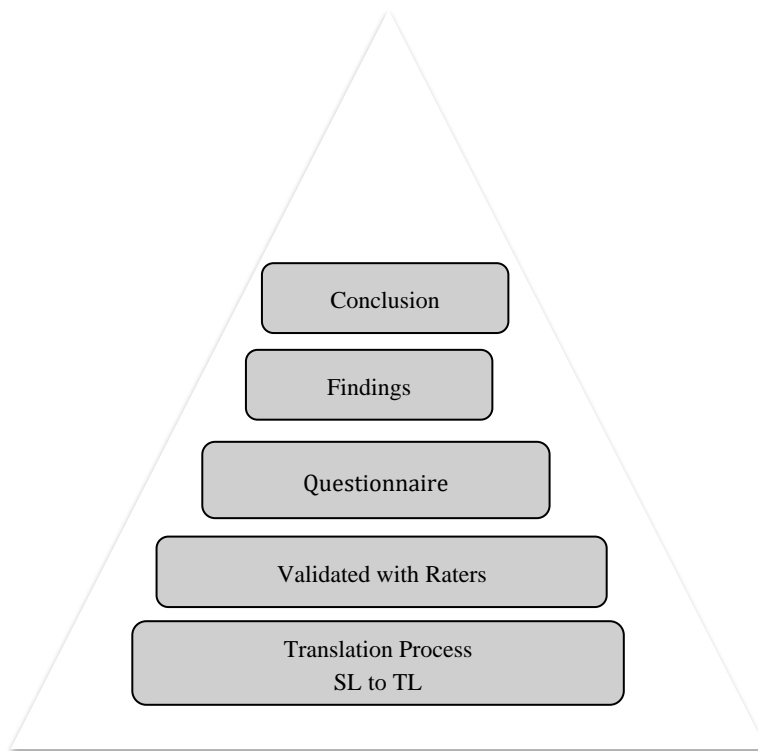 Conclusion
Findings
Questionnaire
Validated with Raters
Translation Process
SL to TL